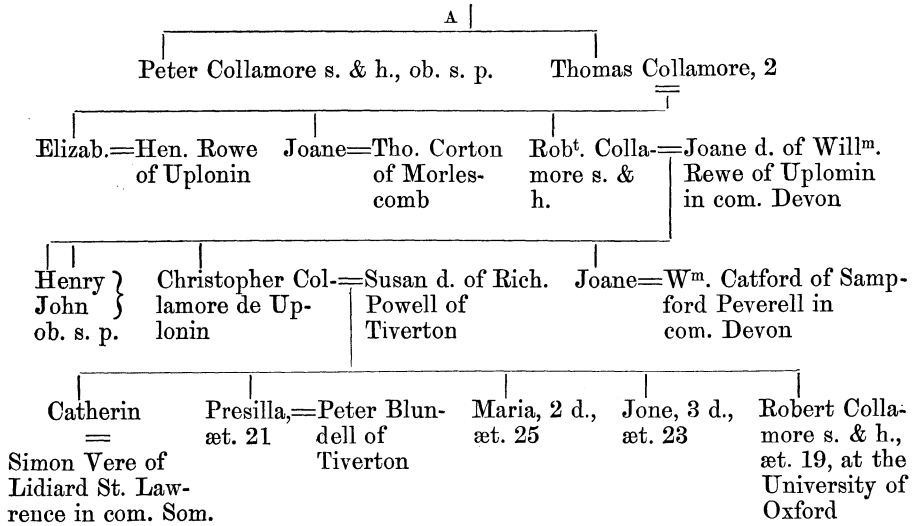 A
Peter Collamore s. & h., ob. s. p.
Thomas Collamore, 2
Elizab.=Hen. Rowe
of Uplonin
Joane=Tho. Corton
of Morles-
comb
Robt. Colla-=Joane d. of Willm.
more s. &
h.
Rewe of Uplomin
in com. Devon
Henry
John
ob. s. p.
Christopher Col-=Susan d. of Rich.
lamore de Up-
lonin
Powell of
Tiverton
Joane=Wm. Catford of Samp-
ford Peverell in
com. Devon
Catherin
=
Simon Vere of
Lidiard St. Law-
rence in com. Som.
Presilla,=Peter Blun-
æt. 21
dell of
Tiverton
Maria, 2 d.,
æt. 25
Jone, 3 d.,
æt. 23
Robert Colla-
more s. & h.,
æt. 19, at the
University of
Oxford